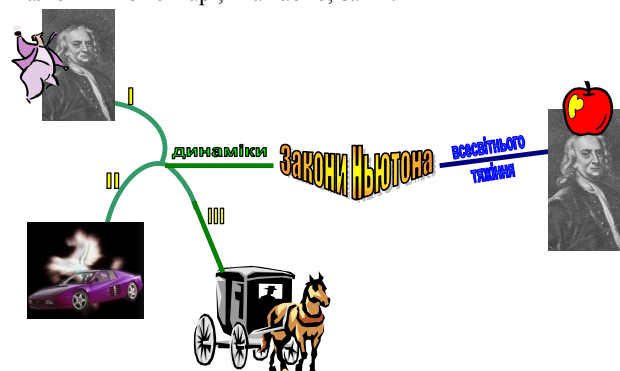 I
динаміки
Закони Ньютона
всесвітнього
тяжіння
II
III